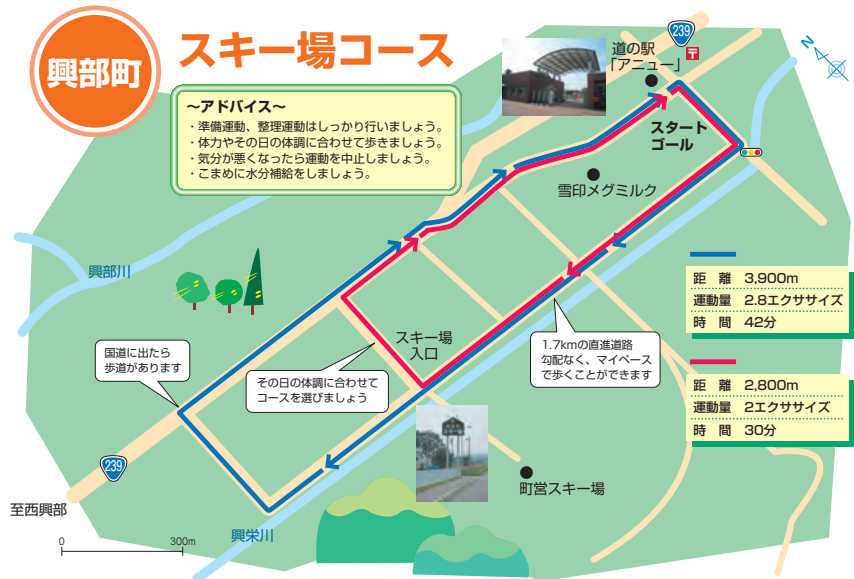 興部町
スキー場コース
～アドバイス～
・準備運動、整理運動はしっかり行いましょう。
・体力やその日の体調に合わせて歩きましょう。
・気分が悪くなったら運動を中止しましょう。
・こまめに水分補給をしましょう。
道の駅
「アニュー」
239
〒
N
スタート
ゴール
雪印メグミルク
興部川
距　離　3,900m
運動量　2.8エクササイズ
時　間　42分
スキー場
入口
1.7kmの直進道路
勾配なく、マイペース
で歩くことができます
国道に出たら
歩道があります
その日の体調に合わせて
コースを選びましょう
距　離　2,800m
運動量　2エクササイズ
時　間　30分
239
町営スキー場
至西興部
興栄川
0
300m